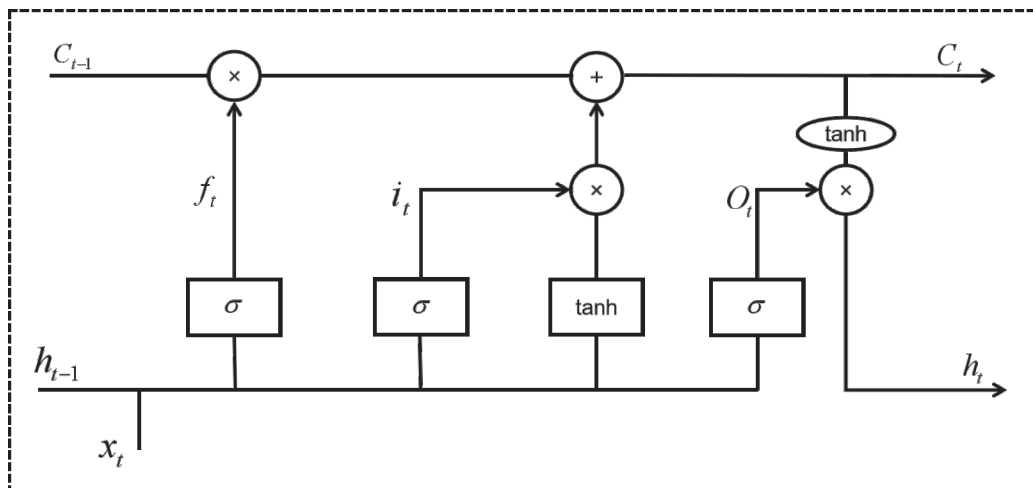 C_{t-1} × + C_t
tanh
f_t i_t × O_t ×
σ σ tanh σ
h_{t-1} h_t
x_t